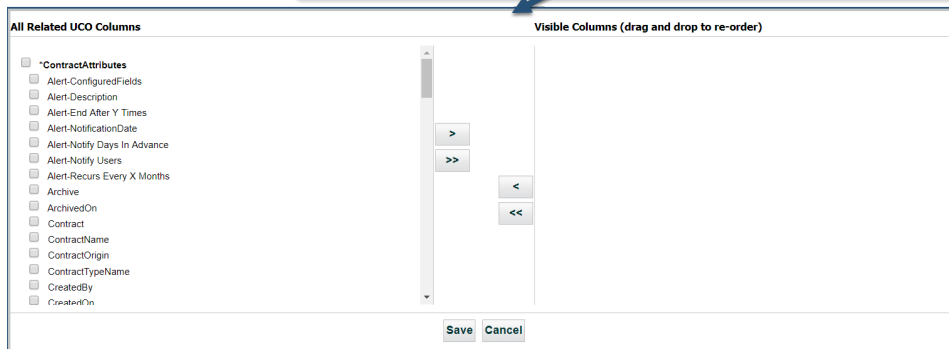 All Related UCO Columns
Visible Columns (drag and drop to re-order)
*ContractAttributes
Alert-ConfiguredFields
Alert-Description
Alert-End After Y Times
Alert-NotificationDate
Alert-Notify Days In Advance
Alert-Notify Users
Alert-Recurs Every X Months
Archive
ArchivedOn
Contract
ContractName
ContractOrigin
ContractTypeName
CreatedBy
CreatedOn
>
>>
<
<<
Save Cancel